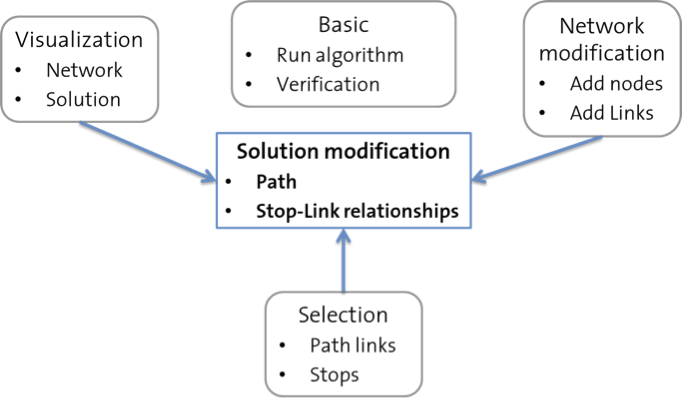 Visualization
• Network
• Solution
Basic
• Run algorithm
• Verification
Network
modification
• Add nodes
• Add Links
Solution modification
• Path
• Stop-Link relationships
Selection
• Path links
• Stops